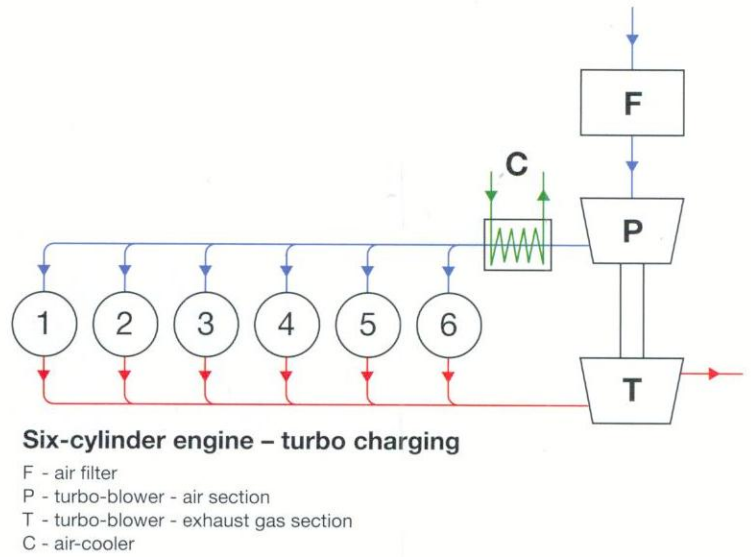 F
C
P
1 2 3 4 5 6
T
Six-cylinder engine – turbo charging
F - air filter
P - turbo-blower - air section
T - turbo-blower - exhaust gas section
C - air-cooler